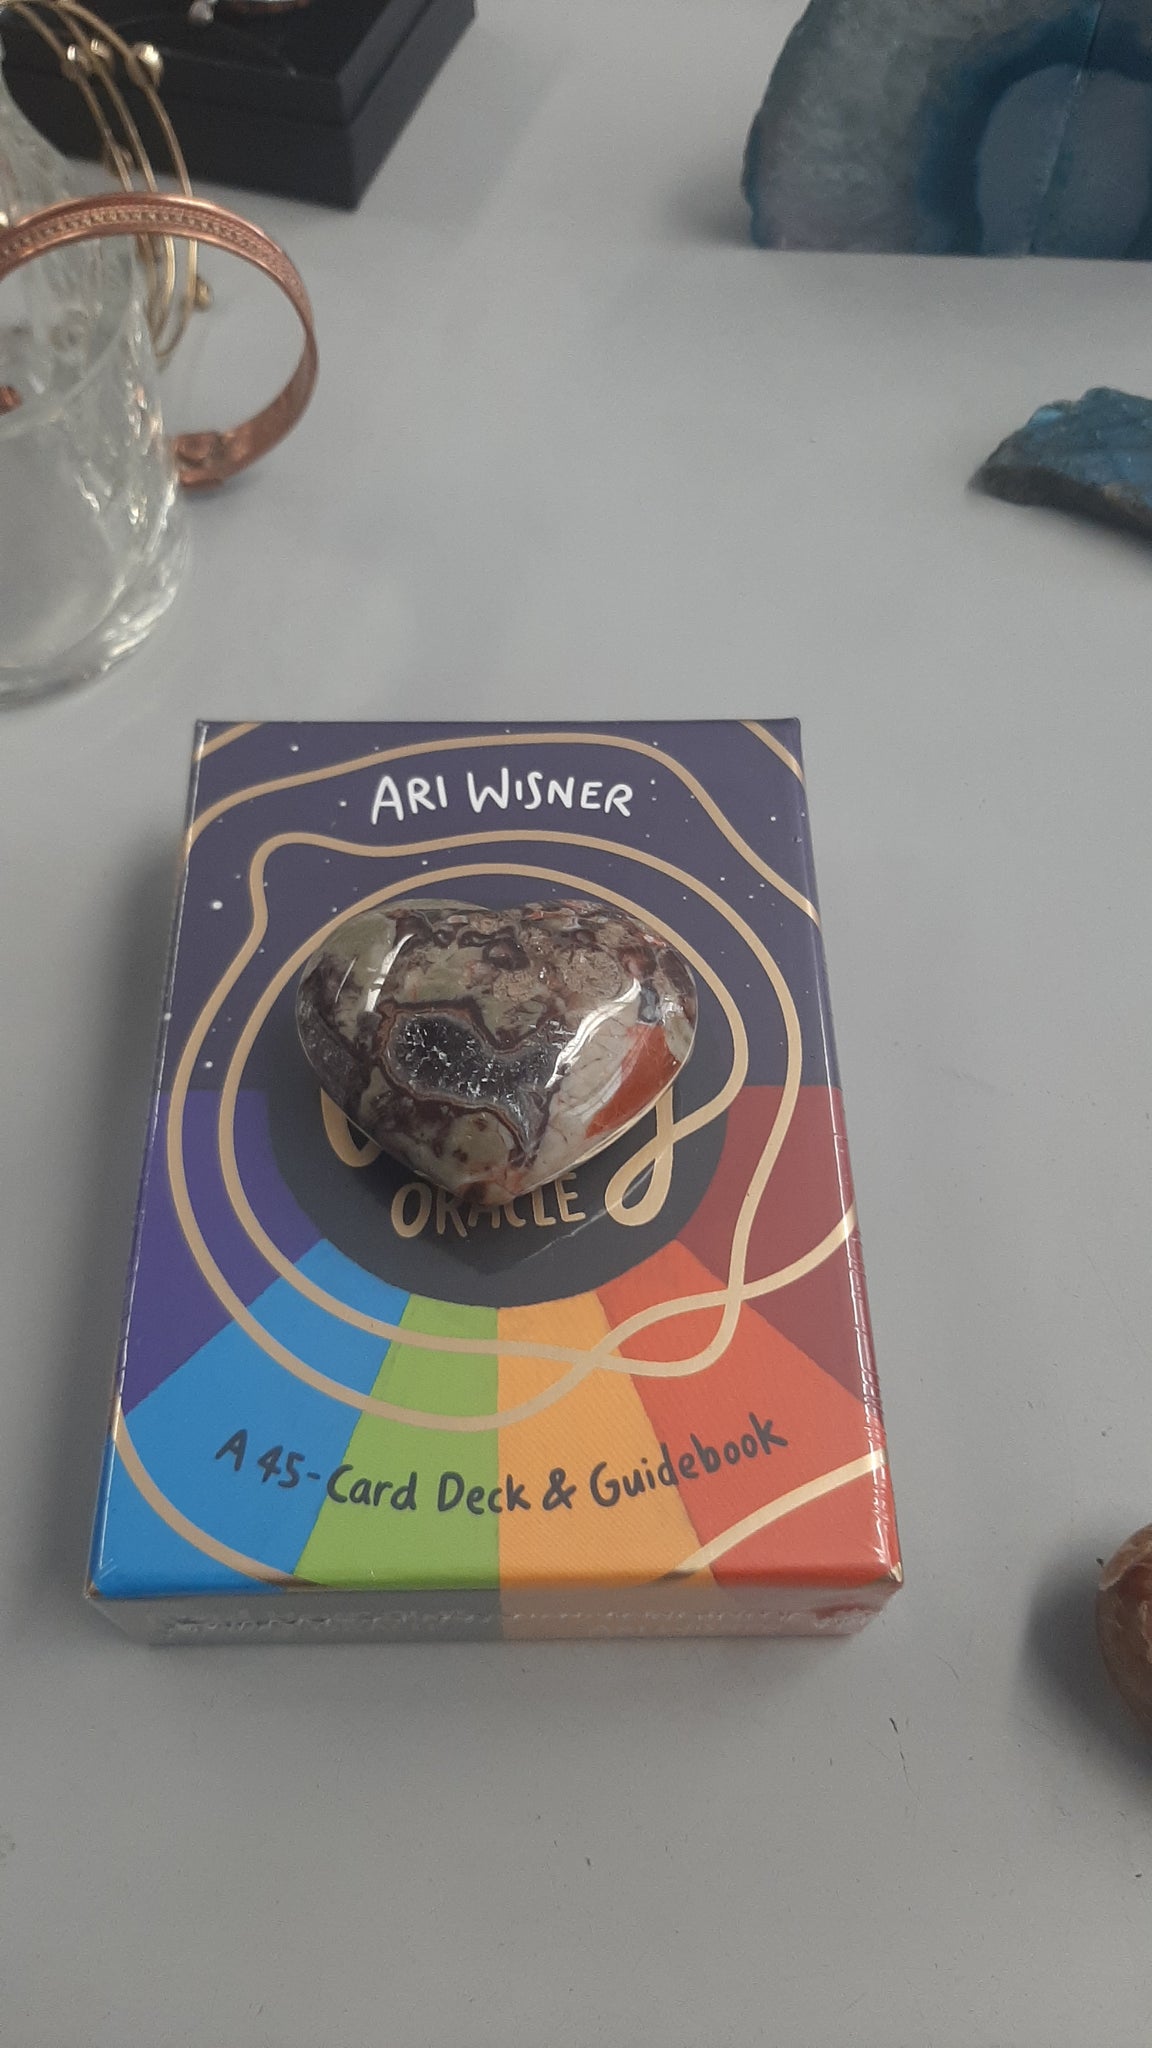 ARI WISNER
ORACLE
A 45-Card Deck & Guidebook